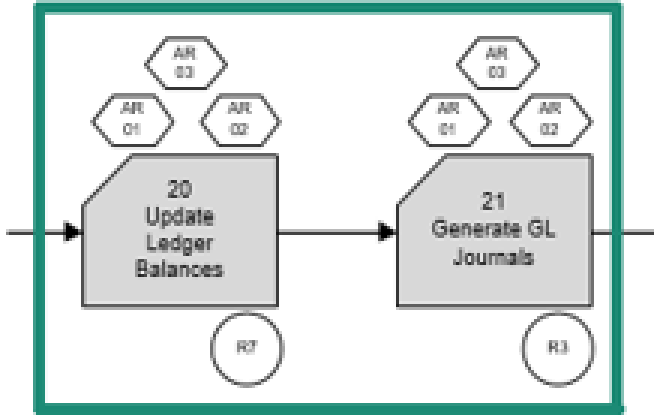 AR
03
AR
03
AR
01
AR
02
AR
01
AR
02
20
Update
Ledger
Balances
21
Generate GL
Journals
R7
R3